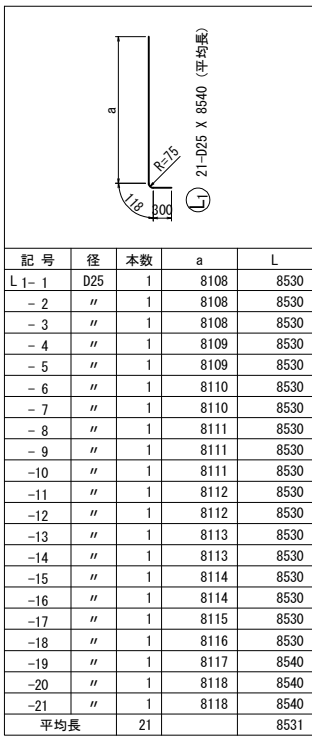 a
R=75
118
300
L1 21-D25 X 8540 (平均長)
記 号 径 本数 a L
L 1- 1 D25 1 8108 8530
- 2 〃 1 8108 8530
- 3 〃 1 8108 8530
- 4 〃 1 8109 8530
- 5 〃 1 8109 8530
- 6 〃 1 8110 8530
- 7 〃 1 8110 8530
- 8 〃 1 8111 8530
- 9 〃 1 8111 8530
-10 〃 1 8111 8530
-11 〃 1 8112 8530
-12 〃 1 8112 8530
-13 〃 1 8113 8530
-14 〃 1 8113 8530
-15 〃 1 8114 8530
-16 〃 1 8114 8530
-17 〃 1 8115 8530
-18 〃 1 8116 8530
-19 〃 1 8117 8540
-20 〃 1 8118 8540
-21 〃 1 8118 8540
平均長 21 8531